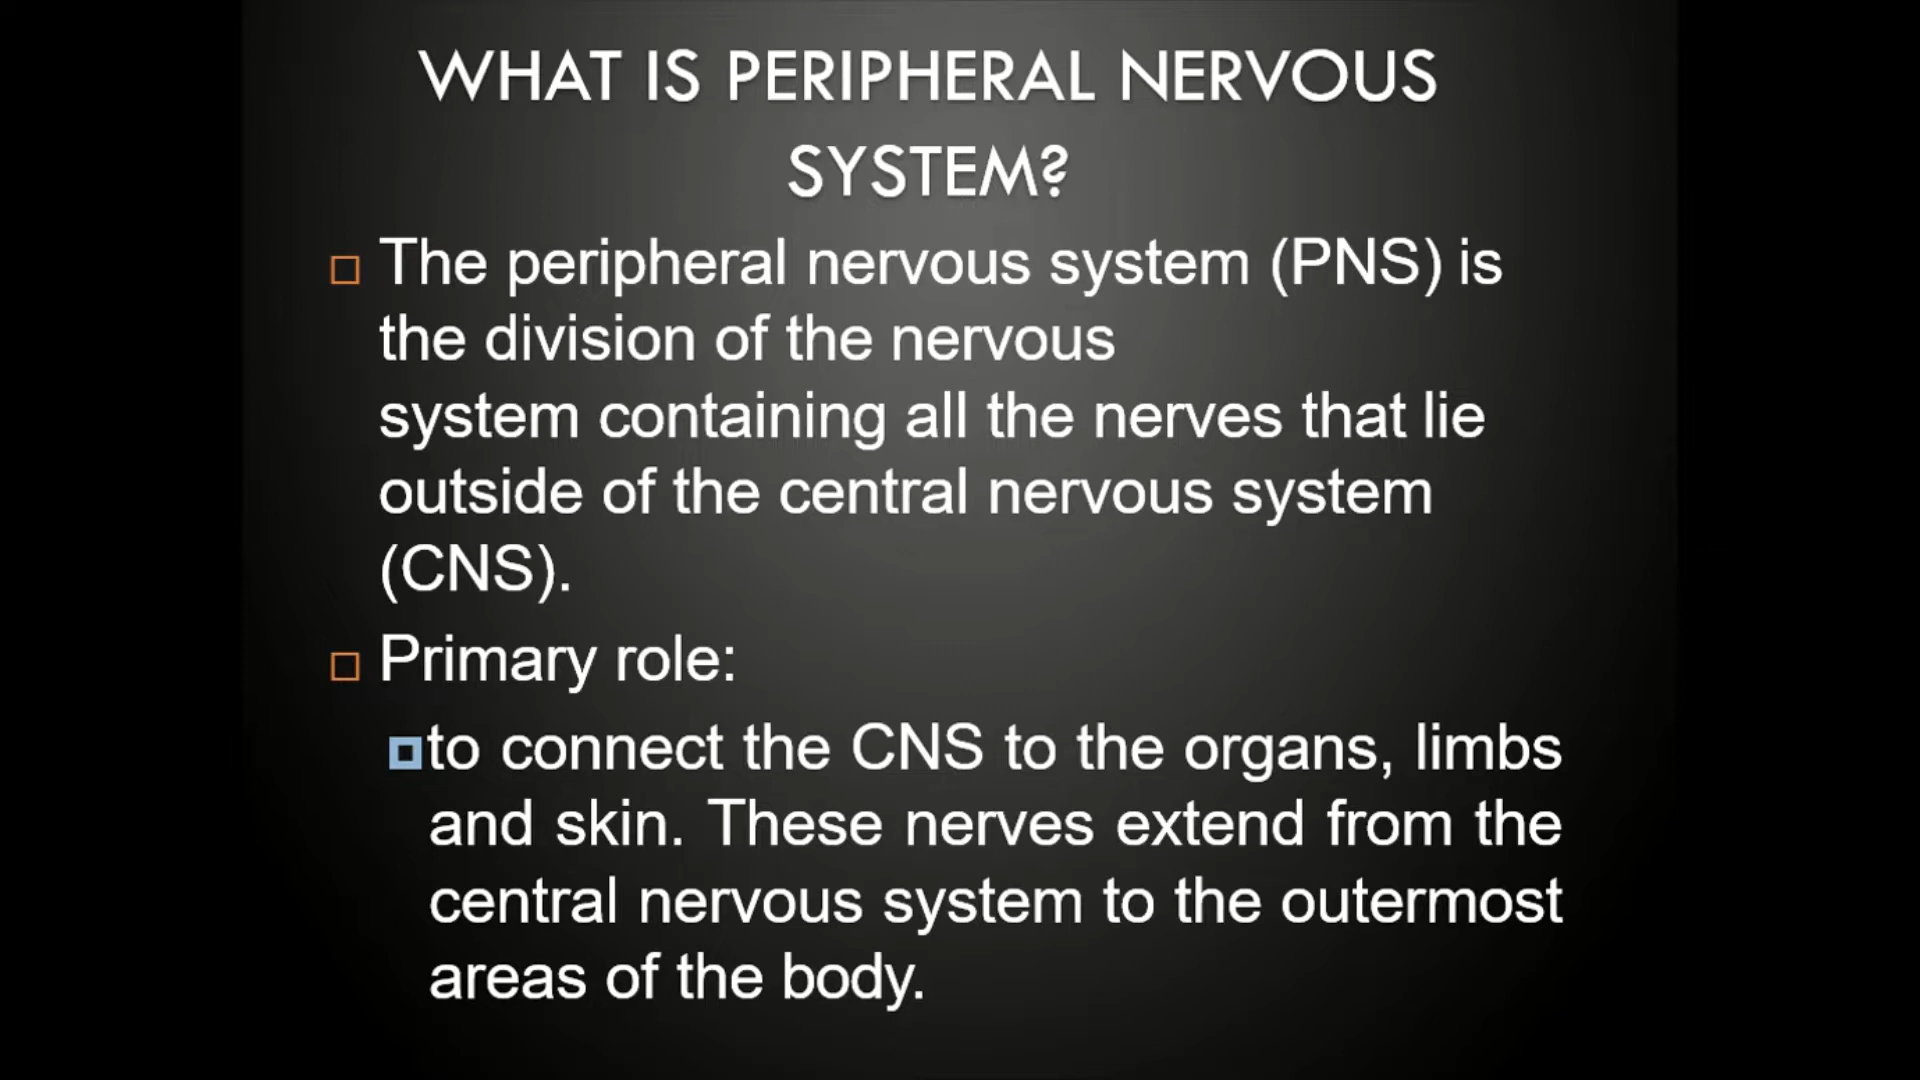 WHAT IS PERIPHERAL NERVOUS
SYSTEM?
The peripheral nervous system (PNS) is
the division of the nervous
system containing all the nerves that lie
outside of the central nervous system
(CNS).
Primary role:
to connect the CNS to the organs, limbs
and skin. These nerves extend from the
central nervous system to the outermost
areas of the body.